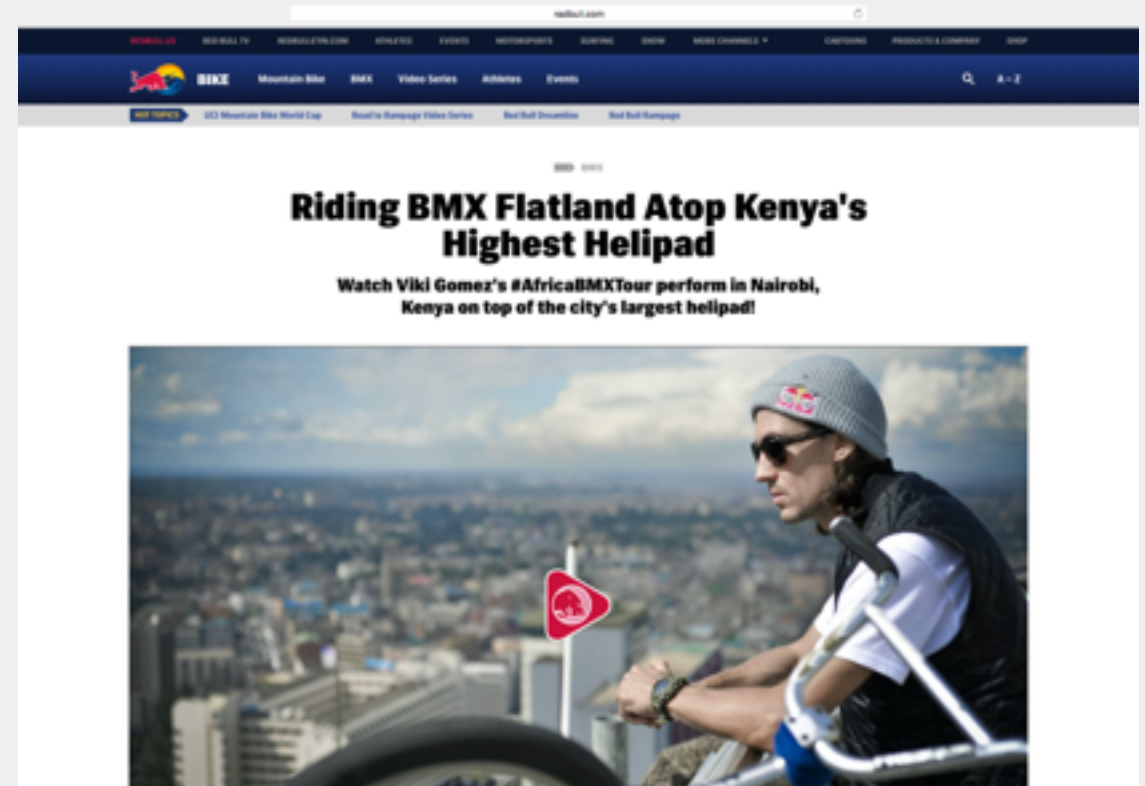 redbull.com
REDBULL.US RED BULL TV REDBULLETIN.COM ATHLETES EVENTS MOTORSPORTS SURFING SNOW MORE CHANNELS CARTOONS PRODUCTS & COMPANY SHOP
BIKE Mountain Bike BMX Video Series Athletes Events A–Z
HOT TOPICS UCI Mountain Bike World Cup Road to Rampage Video Series Red Bull Dreamline Red Bull Rampage
BIKE BMX
Riding BMX Flatland Atop Kenya's
Highest Helipad
Watch Viki Gomez's #AfricaBMXTour perform in Nairobi,
Kenya on top of the city's largest helipad!